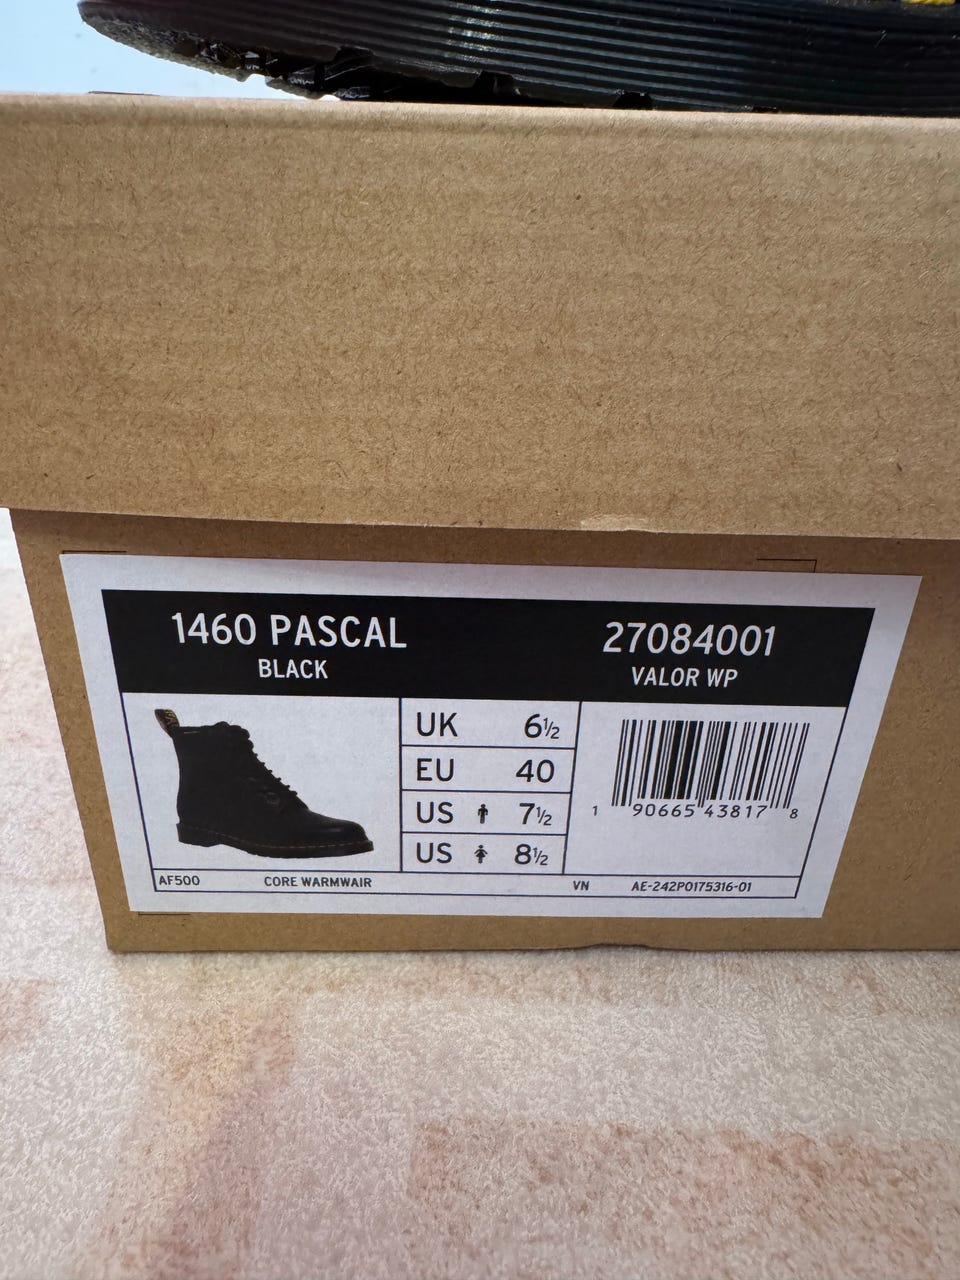 1460 PASCAL
BLACK
27084001
VALOR WP
UK 6½
EU 40
US 7½
US 8½
1 90665 43817 8
AF500 CORE WARMWAIR VN AE-242P0175316-01